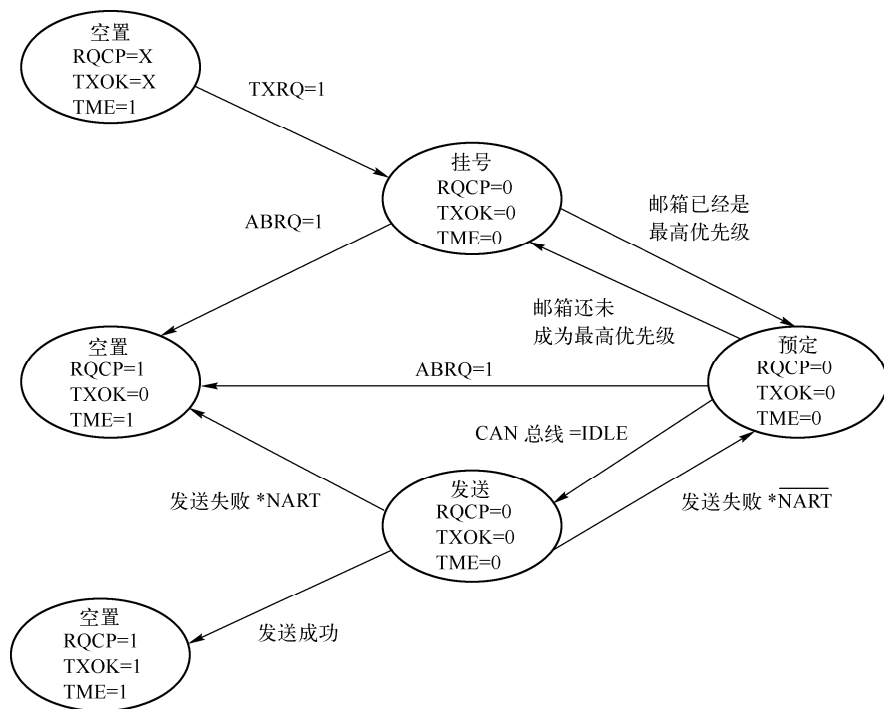 空置
RQCP=X
TXOK=X
TME=1
TXRQ=1
挂号
RQCP=0
TXOK=0
TME=0
邮箱已经是
最高优先级
ABRQ=1
邮箱还未
成为最高优先级
空置
RQCP=1
TXOK=0
TME=1
ABRQ=1
预定
RQCP=0
TXOK=0
TME=0
CAN 总线 =IDLE
发送失败 *NART
发送
RQCP=0
TXOK=0
TME=0
发送失败 *N̅A̅R̅T̅
空置
RQCP=1
TXOK=1
TME=1
发送成功